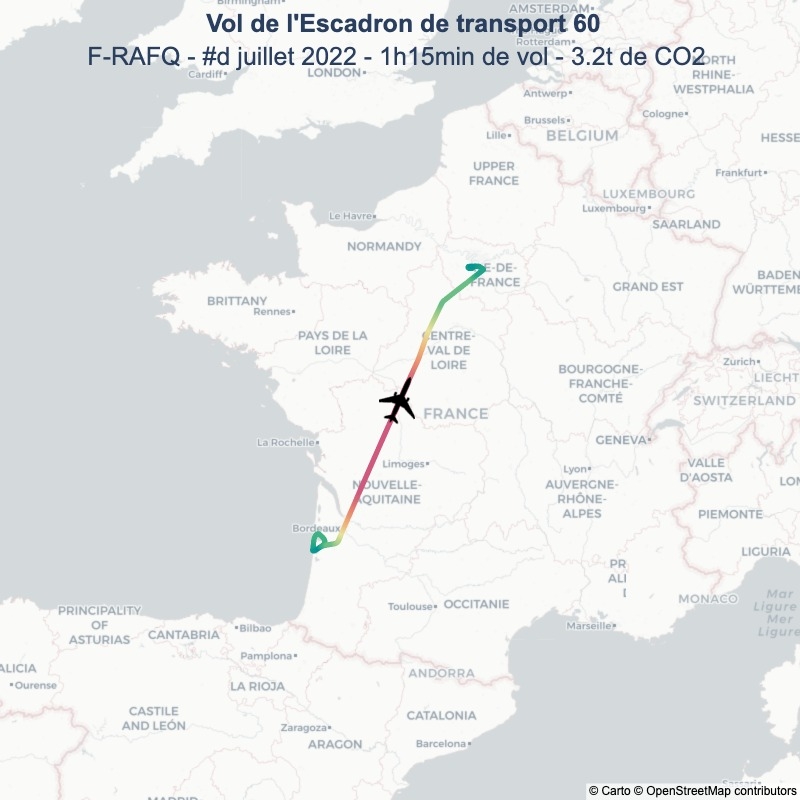 Birmingham
AMSTERDAM
Vol de l'Escadron de transport 60
Rotterdam
F-RAFQ - #d juillet 2022 - 1h15min de vol - 3.2t de CO2
Cardiff
LONDON
NORTH
RHINE-
WESTPHALIA
Antwerp
Brussels
Cologne
Lille
BELGIUM
HESSE
UPPER
FRANCE
Frankfurt
LUXEMBOURG
Luxembourg
Le Havre
SAARLAND
NORMANDY
E-DE-
FRANCE
BADEN
WÜRTTEME
GRAND EST
BRITTANY
Rennes
PAYS DE LA
LOIRE
CENTRE-
VAL DE
LOIRE
Zürich
BOURGOGNE-
FRANCHE-
COMTÉ
LIECHT
SWITZERLAND
FRANCE
La Rochelle
GENEVA
Limoges
Lyon
VALLE
D'AOSTA
LOM
NOUVELLE-
AQUITAINE
AUVERGNE-
RHÔNE-
ALPES
PIEMONTE
Bordeaux
LIGURIA
PR
ALI
Mar
Ligure
Mer
Ligure
MONACO
Toulouse
OCCITANIE
Marseille
PRINCIPALITY
OF
ASTURIAS
CANTABRIA
Bilbao
Pamplona
ALICIA
Ourense
ANDORRA
LA RIOJA
CASTILE
AND LEÓN
CATALONIA
Zaragoza
ARAGON
Barcelona
Sassari
MADRID
© Carto © OpenStreetMap contributors